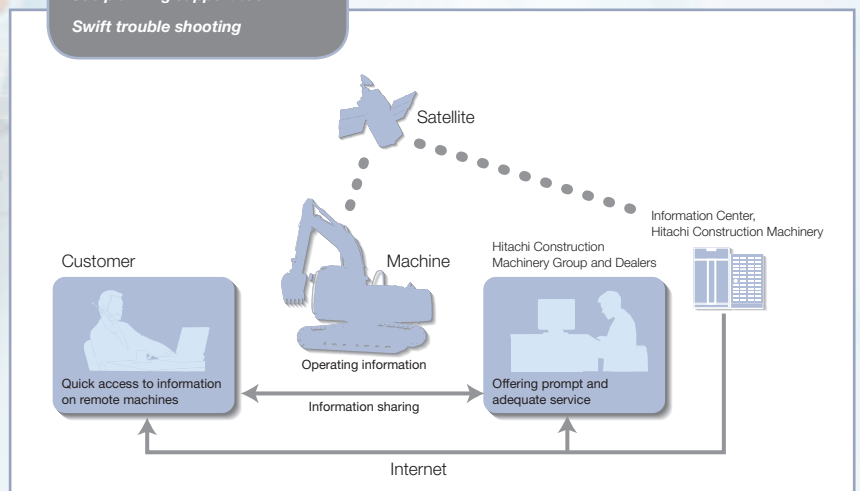 Swift trouble shooting
Satellite
Information Center,
Hitachi Construction Machinery
Hitachi Construction
Machinery Group and Dealers
Customer
Machine
Operating information
Quick access to information
on remote machines
Offering prompt and
adequate service
Information sharing
Internet